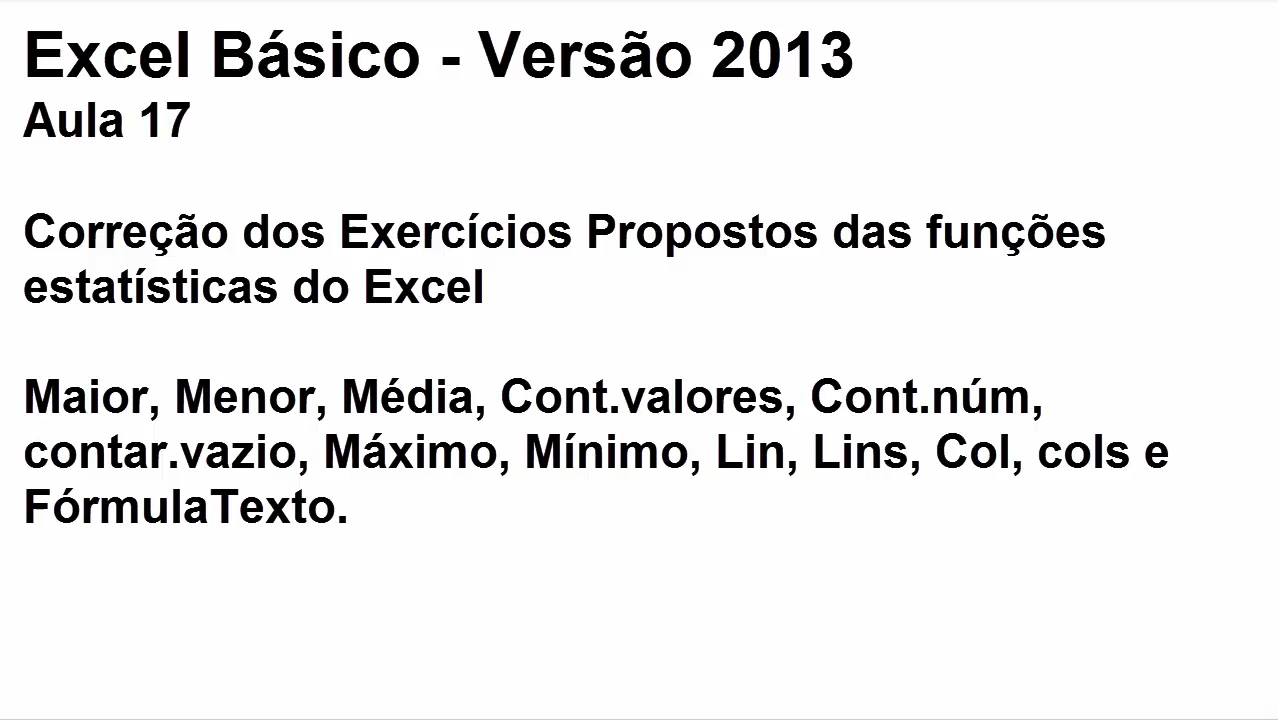 Excel Básico - Versão 2013
Aula 17
Correção dos Exercícios Propostos das funções
estatísticas do Excel
Maior, Menor, Média, Cont.valores, Cont.núm,
contar.vazio, Máximo, Mínimo, Lin, Lins, Col, cols e
FórmulaTexto.